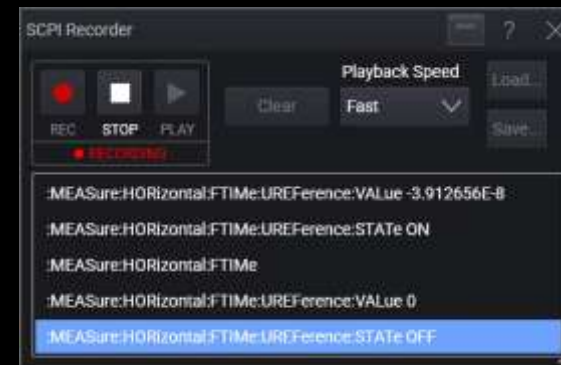 SCPI Recorder
?
Playback Speed
Load...
Clear
Fast
REC STOP PLAY
Save...
RECORDING
:MEASure:HORizontal:FTIMe:UREFerence:VALue -3.912656E-8
:MEASure:HORizontal:FTIMe:UREFerence:STATe ON
:MEASure:HORizontal:FTIMe
:MEASure:HORizontal:FTIMe:UREFerence:VALue 0
:MEASure:HORizontal:FTIMe:UREFerence:STATe OFF